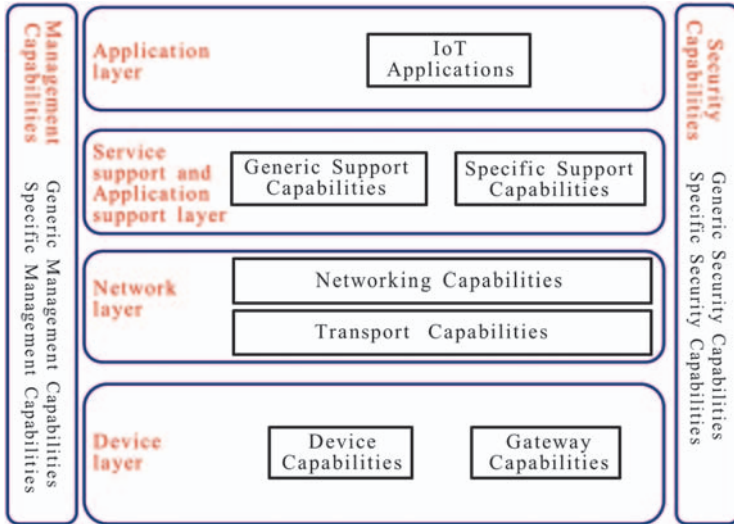 Management
Capabilities
Generic Management Capabilities
Specific Management Capabilities
Application
layer
IoT
Applications
Service
support and
Application
support layer
Generic Support
Capabilities
Specific Support
Capabilities
Network
layer
Networking Capabilities
Transport Capabilities
Device
layer
Device
Capabilities
Gateway
Capabilities
Security
Capabilities
Generic Security Capabilities
Specific Security Capabilities